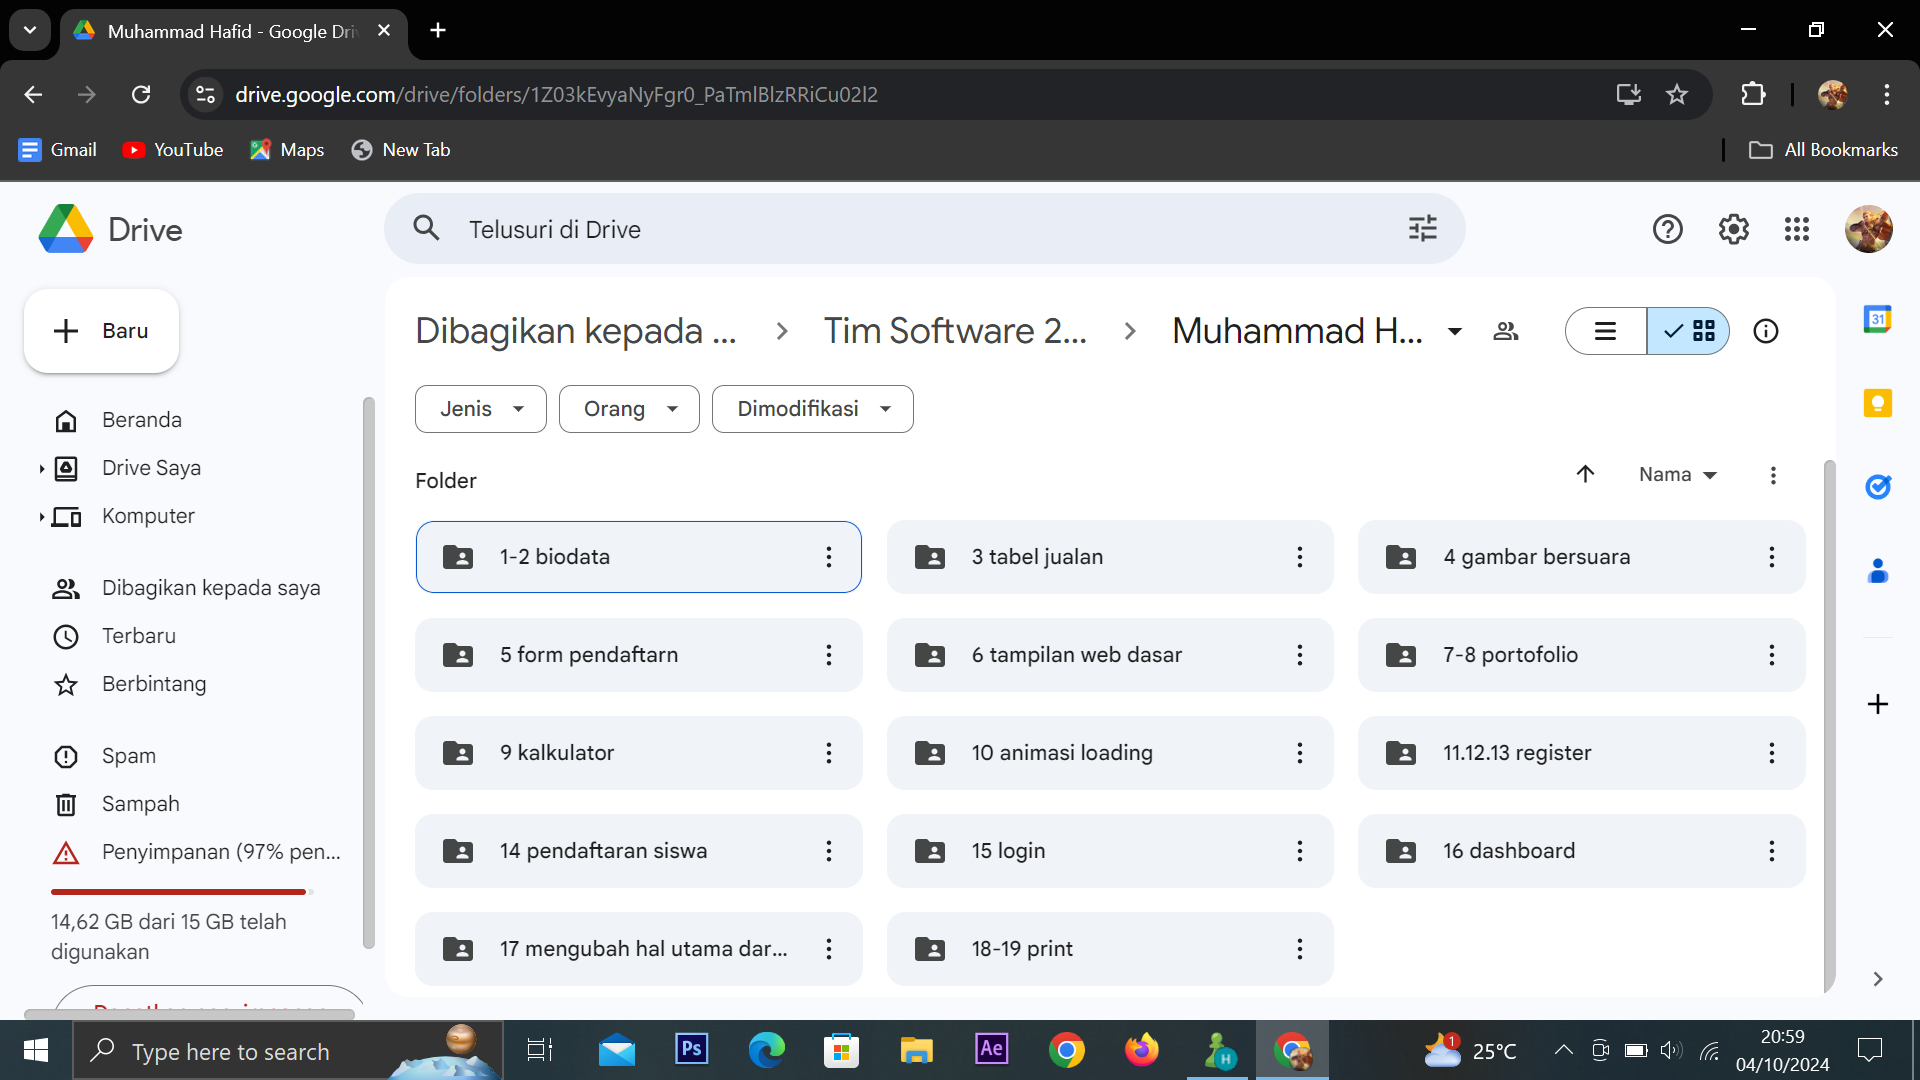 Muhammad Hafid - Google Dri
drive.google.com/drive/folders/1Z03kEvyaNyFgr0_PaTmlBlzRRiCu02l2
Gmail
YouTube
Maps
New Tab
All Bookmarks
Drive
Telusuri di Drive
Baru
Dibagikan kepada ...
Tim Software 2...
Muhammad H...
Jenis
Orang
Dimodifikasi
Beranda
Drive Saya
Komputer
Dibagikan kepada saya
Terbaru
Berbintang
Spam
Sampah
Penyimpanan (97% pen...
14,62 GB dari 15 GB telah
digunakan
Folder
Nama
1-2 biodata
3 tabel jualan
4 gambar bersuara
5 form pendaftarn
6 tampilan web dasar
7-8 portofolio
9 kalkulator
10 animasi loading
11.12.13 register
14 pendaftaran siswa
15 login
16 dashboard
17 mengubah hal utama dar...
18-19 print
31
Type here to search
Ps
Ae
H
1
25°C
20:59
04/10/2024